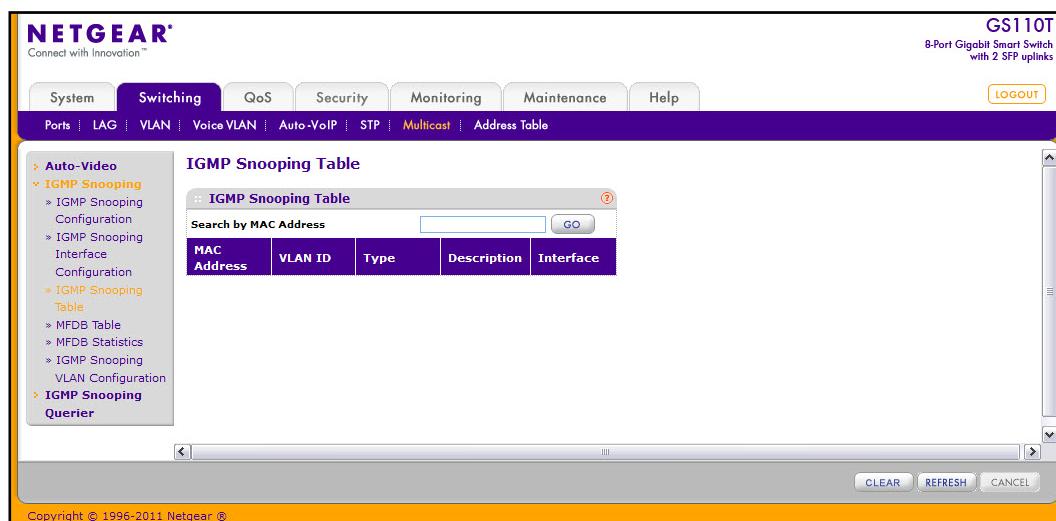 NETGEAR®
Connect with Innovation™
GS110T
8-Port Gigabit Smart Switch
with 2 SFP uplinks
System Switching QoS Security Monitoring Maintenance Help
LOGOUT
Ports LAG VLAN Voice VLAN Auto-VoIP STP Multicast Address Table
Auto-Video
IGMP Snooping
» IGMP Snooping
Configuration
» IGMP Snooping
Interface
Configuration
» IGMP Snooping
Table
» MFDB Table
» MFDB Statistics
» IGMP Snooping
VLAN Configuration
IGMP Snooping
Querier
IGMP Snooping Table
IGMP Snooping Table ?
Search by MAC Address GO
MAC
Address VLAN ID Type Description Interface
CLEAR REFRESH CANCEL
Copyright © 1996-2011 Netgear ®